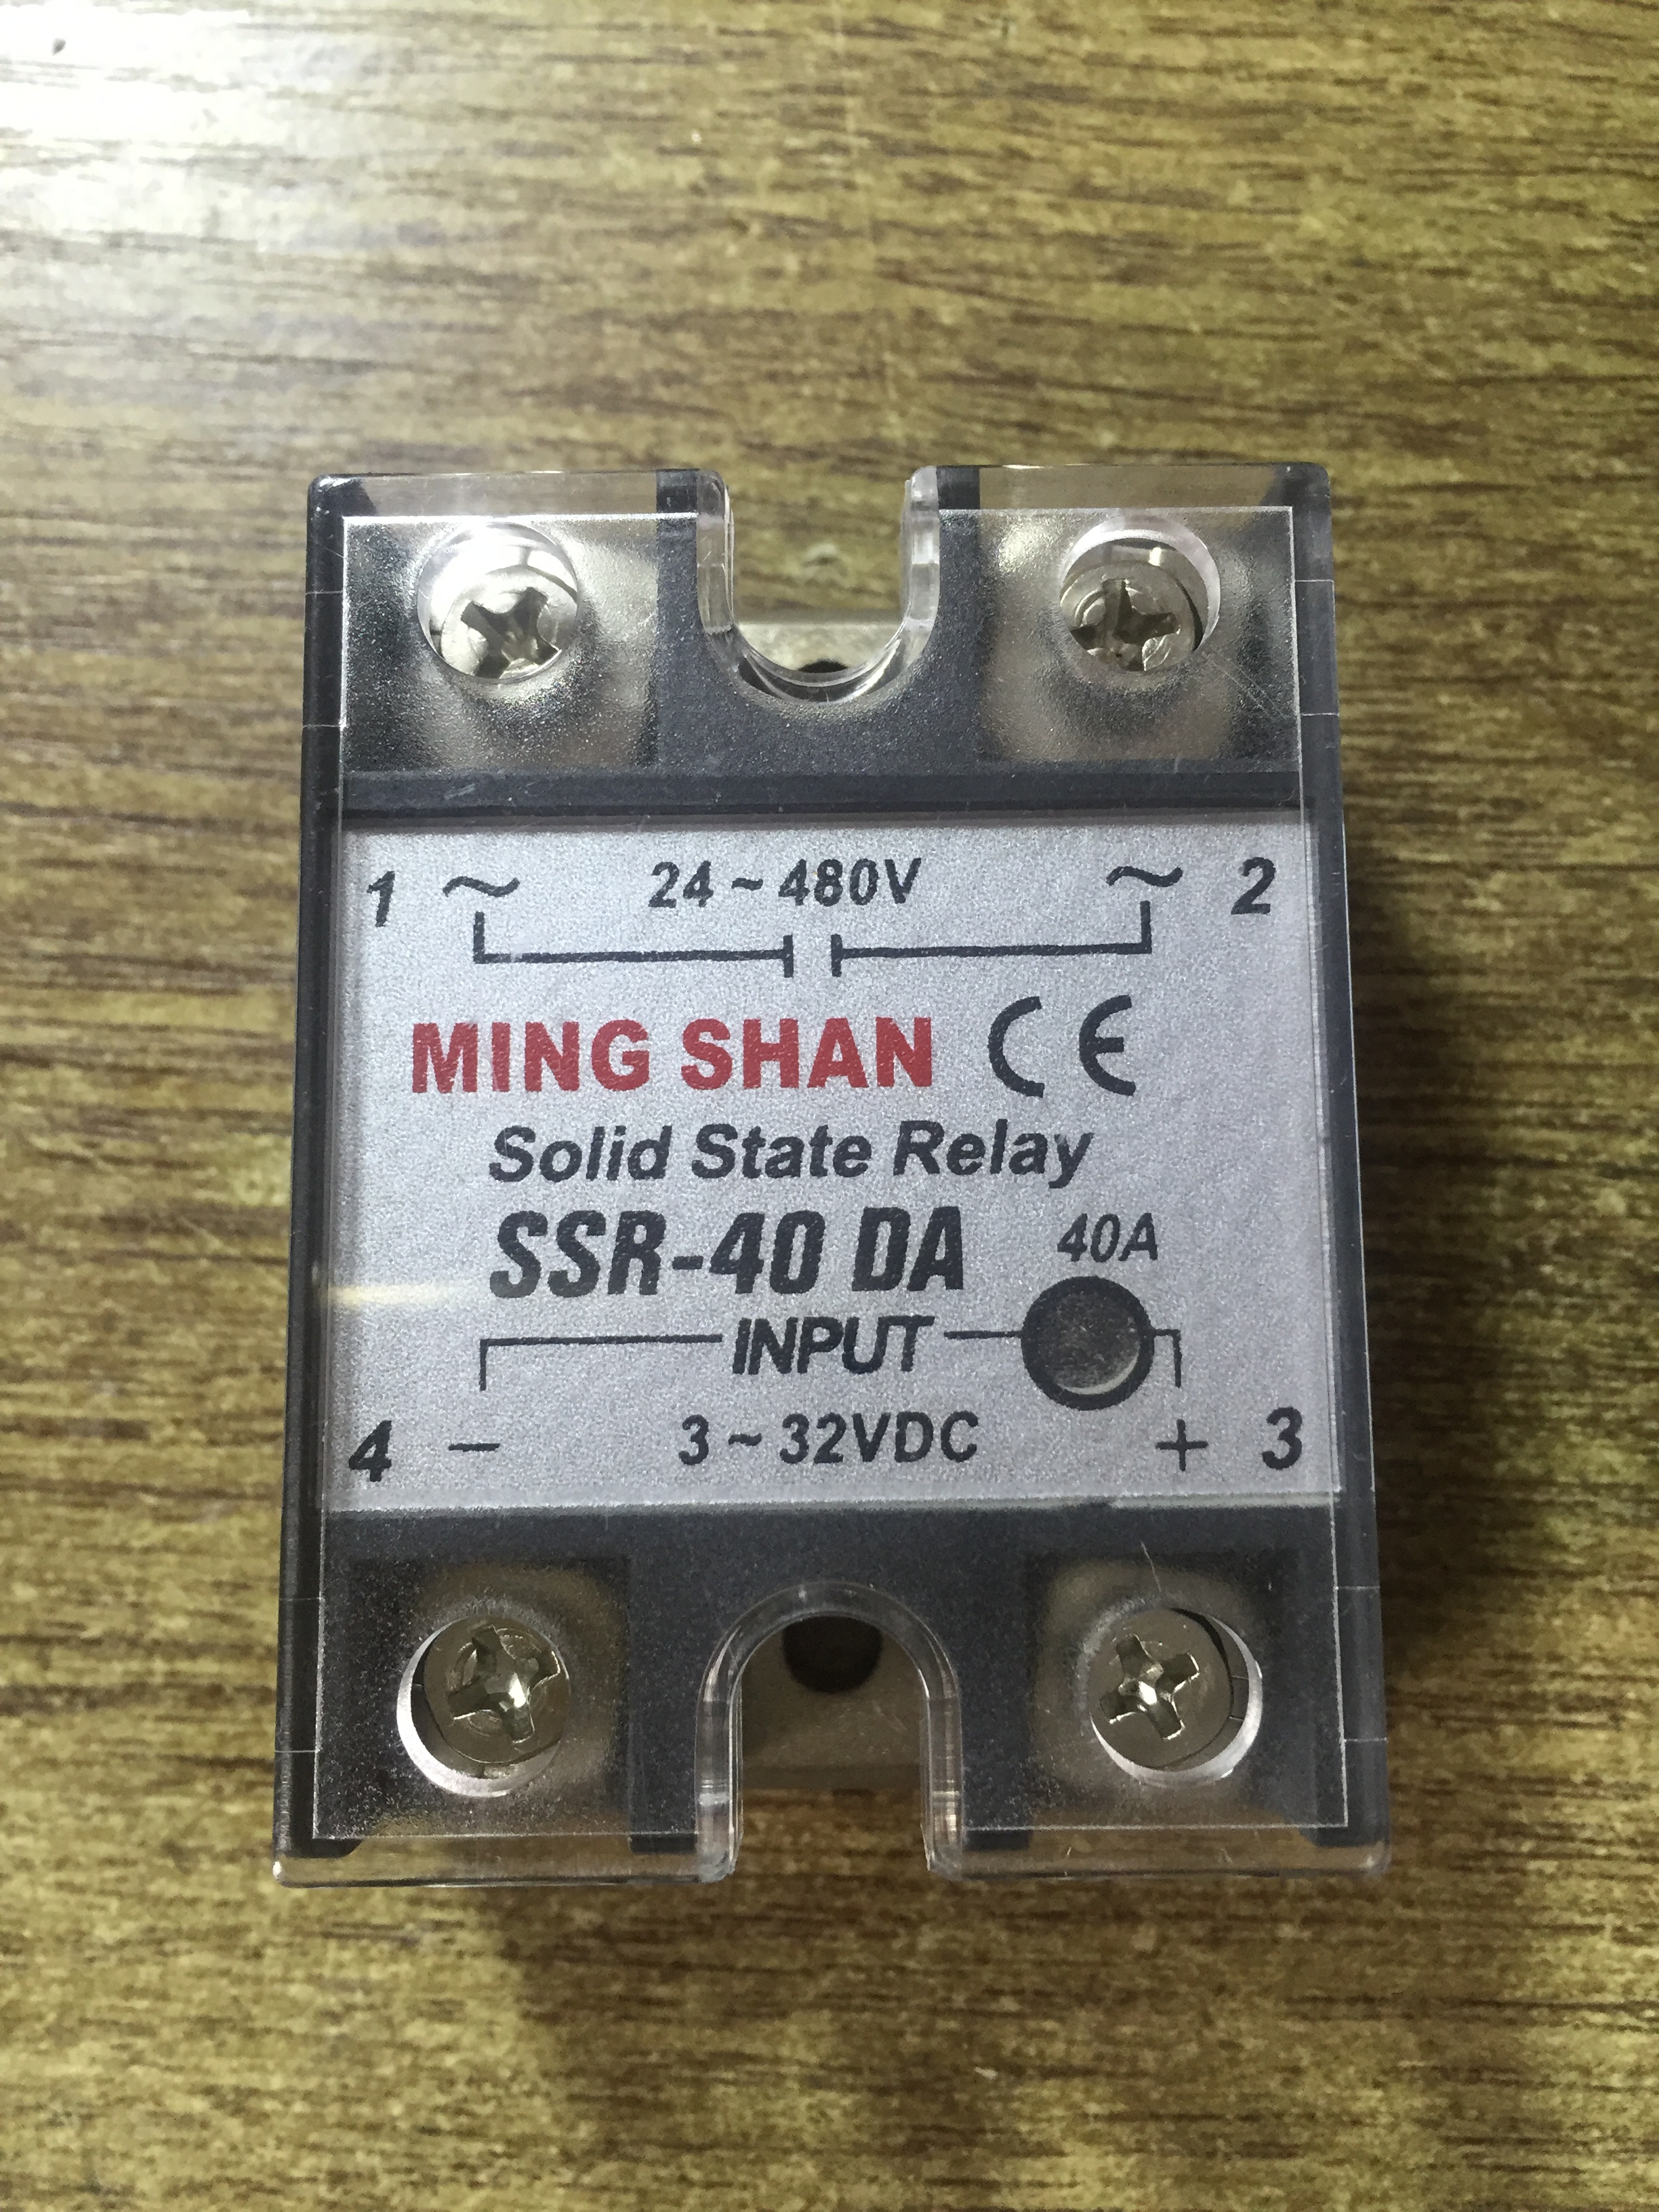 1 ~ 24~480V ~ 2
MING SHAN CE
Solid State Relay
SSR-40 DA 40A
INPUT
4 − 3~32VDC + 3